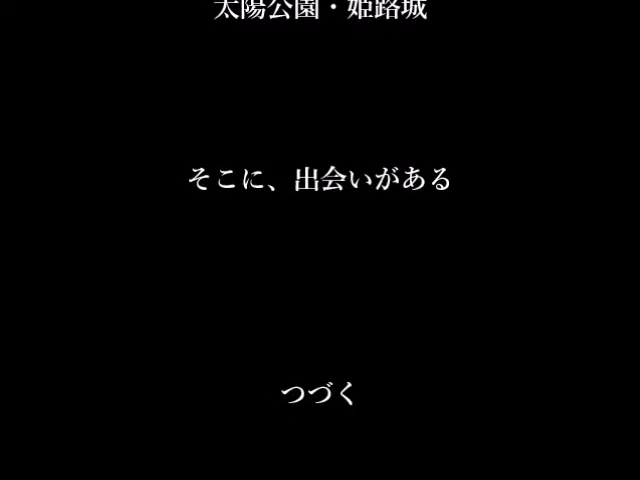 太陽公園・姫路城
そこに、出会いがある
つづく